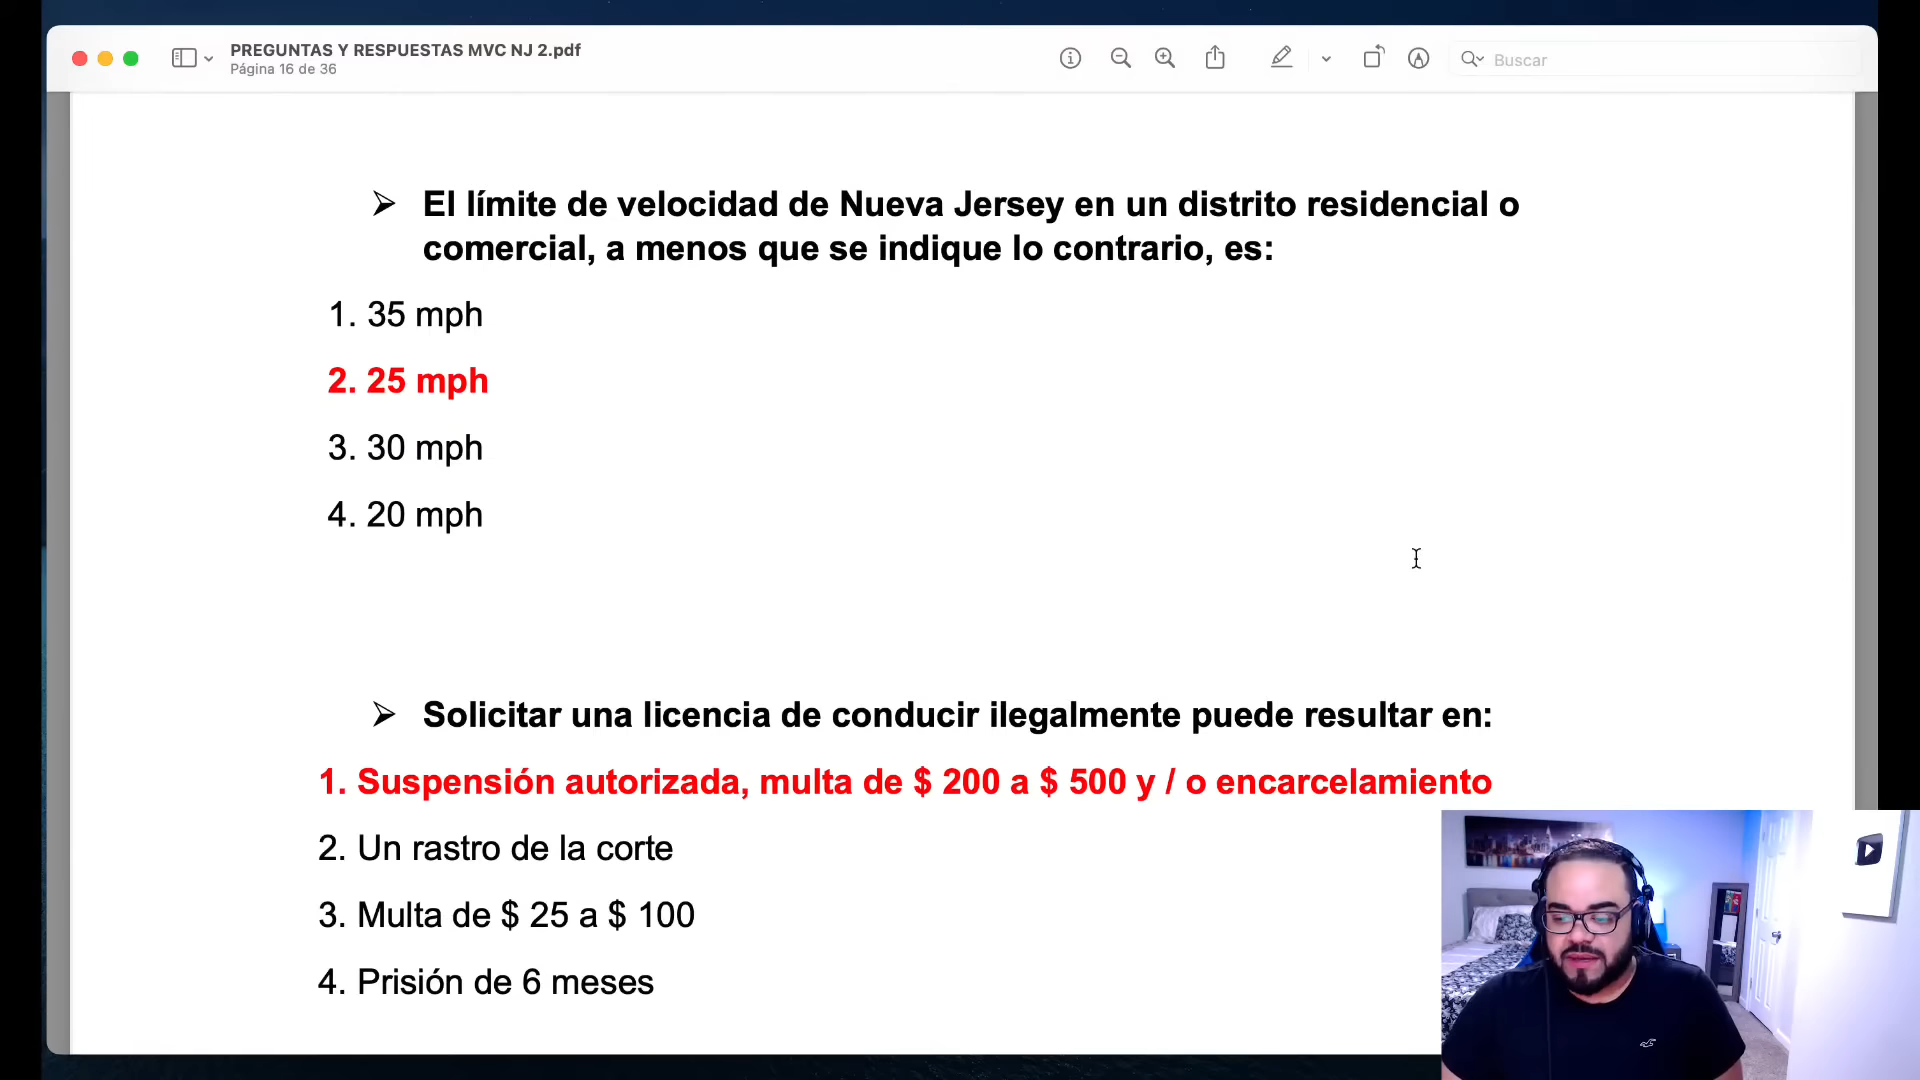 PREGUNTAS Y RESPUESTAS MVC NJ 2.pdf
Página 16 de 36
Buscar
➢ El límite de velocidad de Nueva Jersey en un distrito residencial o
comercial, a menos que se indique lo contrario, es:
1. 35 mph
2. 25 mph
3. 30 mph
4. 20 mph
➢ Solicitar una licencia de conducir ilegalmente puede resultar en:
1. Suspensión autorizada, multa de $ 200 a $ 500 y / o encarcelamiento
2. Un rastro de la corte
3. Multa de $ 25 a $ 100
4. Prisión de 6 meses